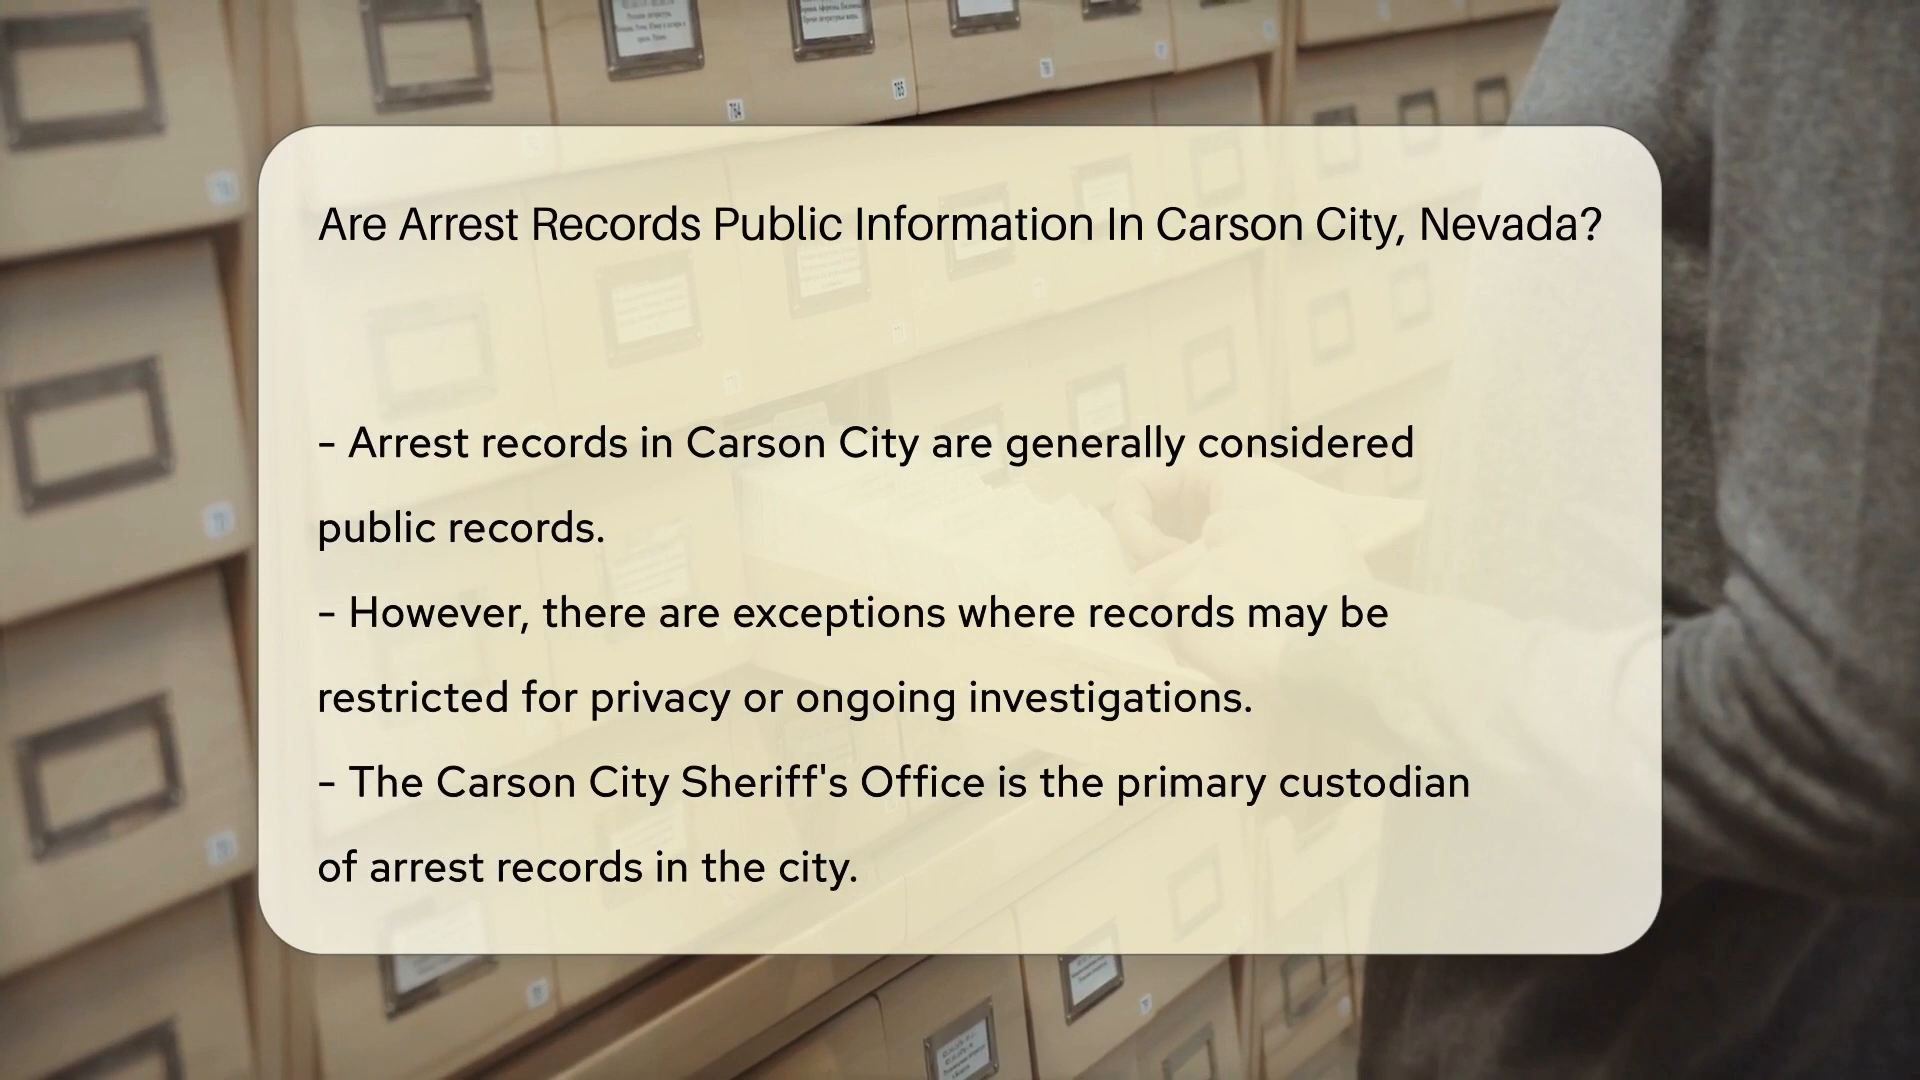 764
765
Are Arrest Records Public Information In Carson City, Nevada?
- Arrest records in Carson City are generally considered
public records.
- However, there are exceptions where records may be
restricted for privacy or ongoing investigations.
- The Carson City Sheriff's Office is the primary custodian
of arrest records in the city.